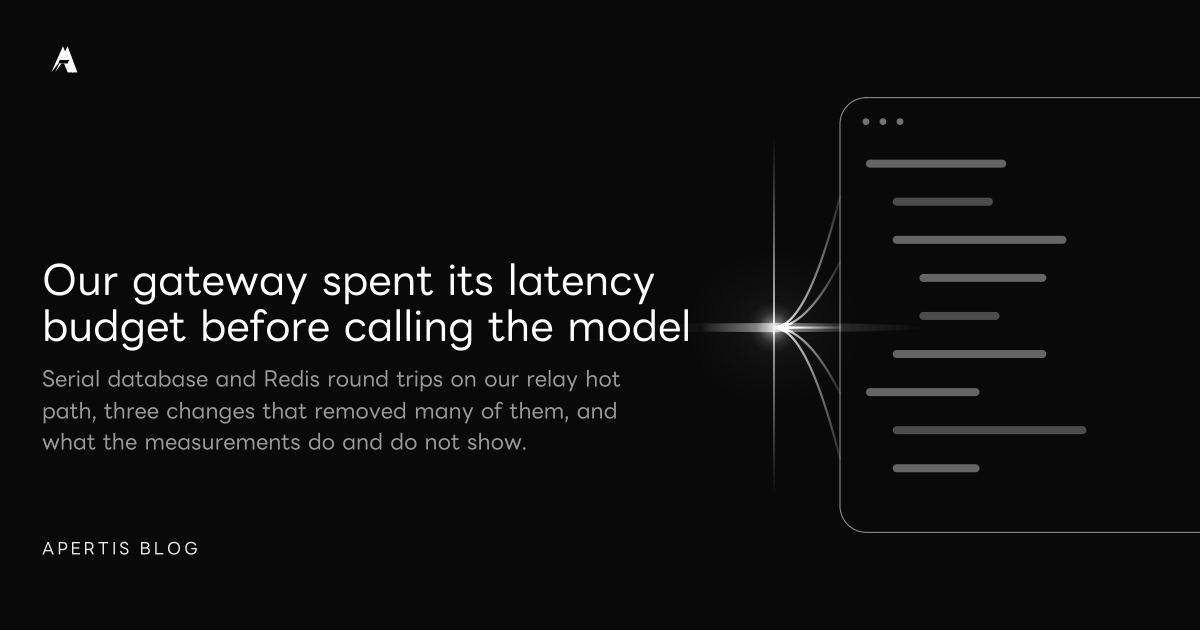 Our gateway spent its latency
budget before calling the model
Serial database and Redis round trips on our relay hot
path, three changes that removed many of them, and
what the measurements do and do not show.
APERTIS BLOG